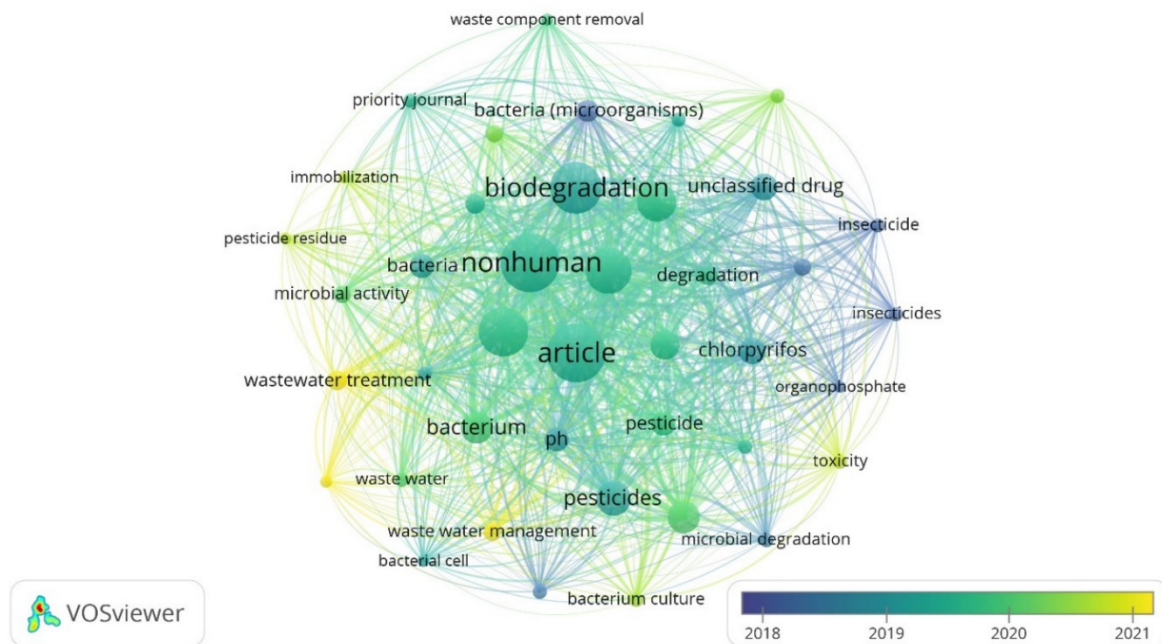 waste component removal
priority journal
bacteria (microorganisms)
immobilization
biodegradation
unclassified drug
insecticide
pesticide residue
bacteria
nonhuman
degradation
microbial activity
insecticides
article
chlorpyrifos
wastewater treatment
organophosphate
bacterium
ph
pesticide
toxicity
waste water
pesticides
waste water management
microbial degradation
bacterial cell
bacterium culture
VOSviewer
2018 2019 2020 2021